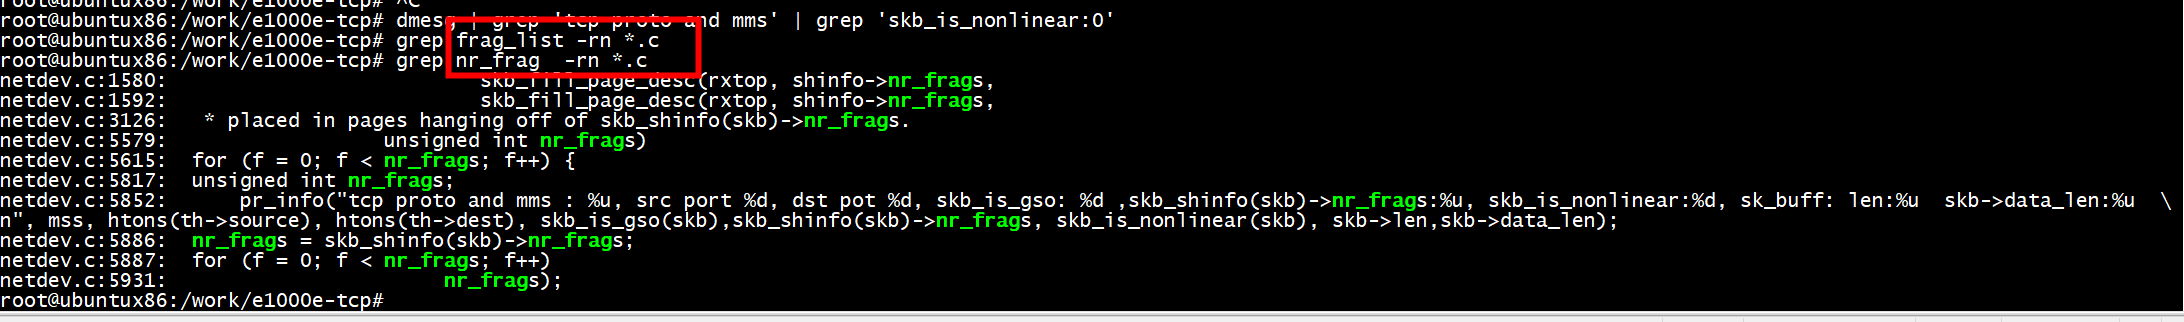 root@ubuntux86:/work/e1000e-tcp# ^C
root@ubuntux86:/work/e1000e-tcp# dmesg | grep 'tcp proto and mms' | grep 'skb_is_nonlinear:0'
root@ubuntux86:/work/e1000e-tcp# grep frag_list -rn *.c
root@ubuntux86:/work/e1000e-tcp# grep nr_frag  -rn *.c
netdev.c:1580:                          skb_fill_page_desc(rxtop, shinfo->nr_frags,
netdev.c:1592:                          skb_fill_page_desc(rxtop, shinfo->nr_frags,
netdev.c:3126:   * placed in pages hanging off of skb_shinfo(skb)->nr_frags.
netdev.c:5579:                  unsigned int nr_frags)
netdev.c:5615:  for (f = 0; f < nr_frags; f++) {
netdev.c:5817:  unsigned int nr_frags;
netdev.c:5852:      pr_info("tcp proto and mms : %u, src port %d, dst pot %d, skb_is_gso: %d ,skb_shinfo(skb)->nr_frags:%u, skb_is_nonlinear:%d, sk_buff: len:%u  skb->data_len:%u  \
n", mss, htons(th->source), htons(th->dest), skb_is_gso(skb),skb_shinfo(skb)->nr_frags, skb_is_nonlinear(skb), skb->len,skb->data_len);
netdev.c:5886:  nr_frags = skb_shinfo(skb)->nr_frags;
netdev.c:5887:  for (f = 0; f < nr_frags; f++)
netdev.c:5931:                       nr_frags);
root@ubuntux86:/work/e1000e-tcp#